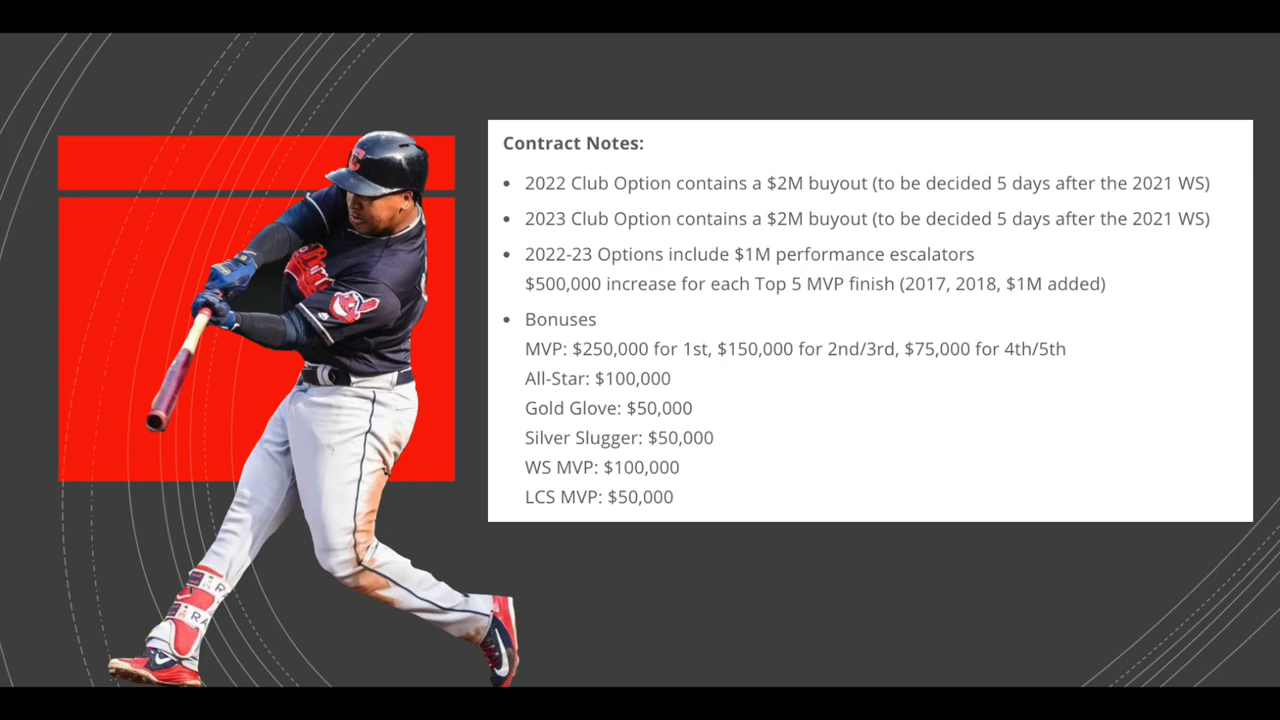 Contract Notes:
2022 Club Option contains a $2M buyout (to be decided 5 days after the 2021 WS)
2023 Club Option contains a $2M buyout (to be decided 5 days after the 2021 WS)
2022-23 Options include $1M performance escalators
$500,000 increase for each Top 5 MVP finish (2017, 2018, $1M added)
Bonuses
MVP: $250,000 for 1st, $150,000 for 2nd/3rd, $75,000 for 4th/5th
All-Star: $100,000
Gold Glove: $50,000
Silver Slugger: $50,000
WS MVP: $100,000
LCS MVP: $50,000